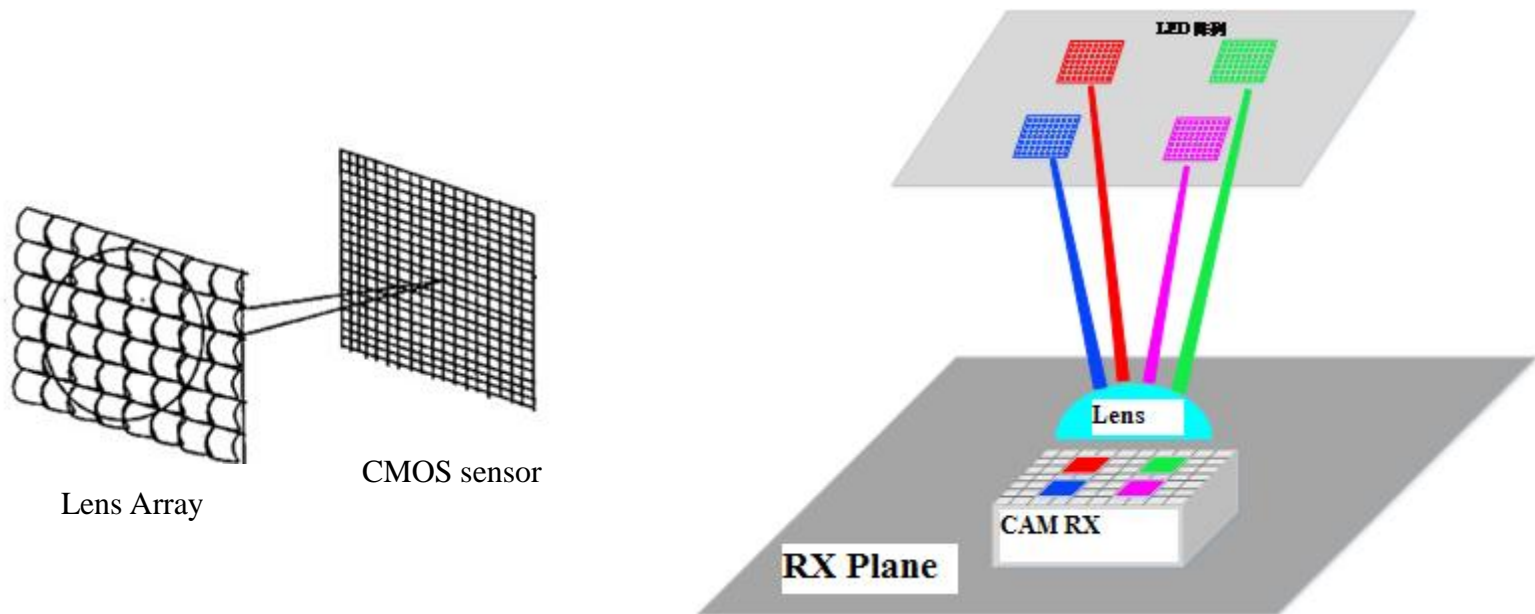 Lens Array
CMOS sensor
LED 阵列
Lens
CAM RX
RX Plane